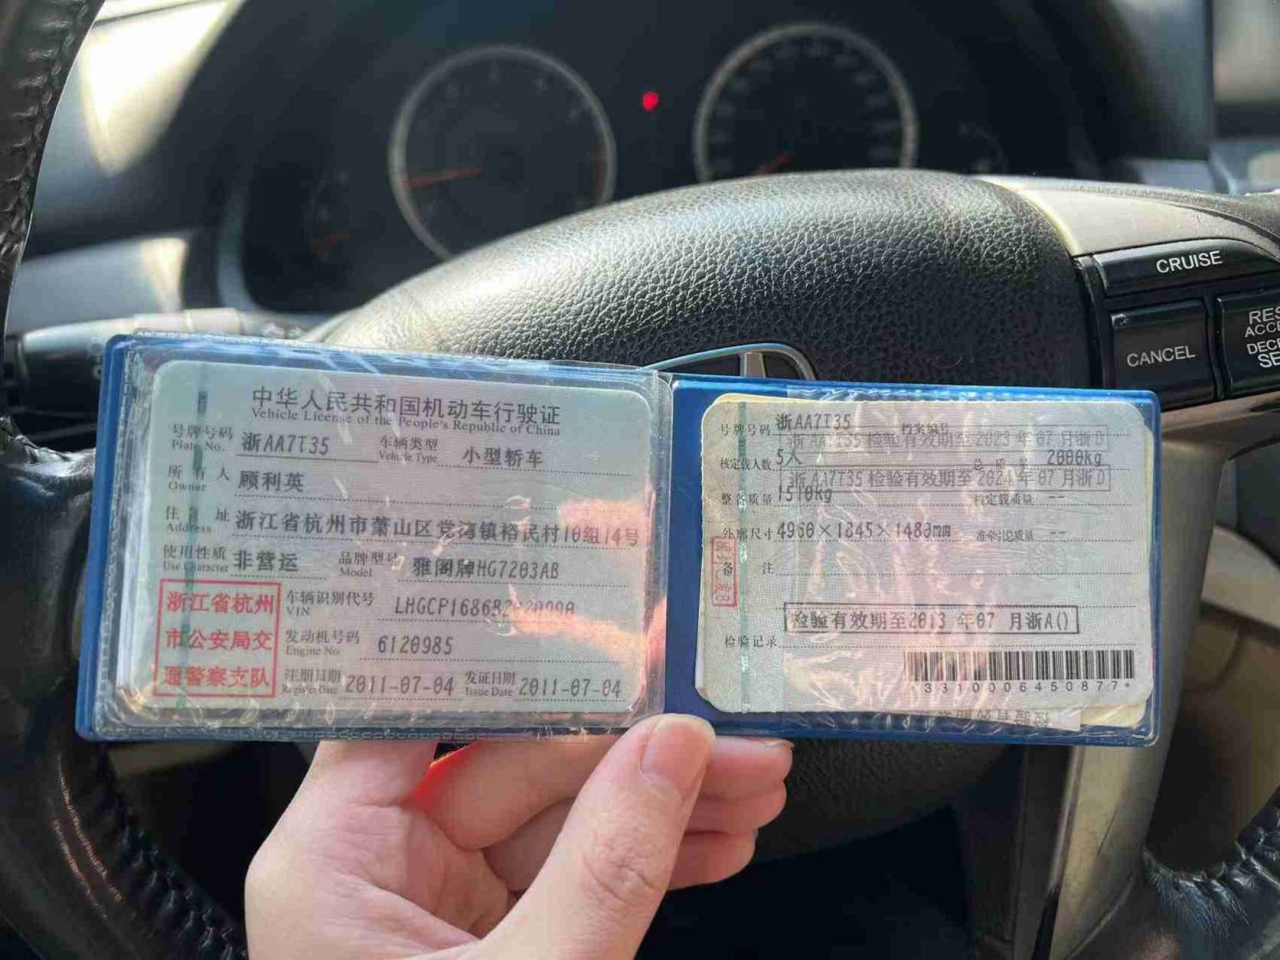 CRUISE
CANCEL
RES
ACC
DECE
SE
中华人民共和国机动车行驶证
Vehicle License of the People's Republic of China
号牌号码 浙AA7T35 车辆类型 小型轿车
Plate No. Vehicle Type
所有人 顾利英
Owner
住址 浙江省杭州市萧山区党湾镇裕民村10组14号
Address
使用性质 非营运 品牌型号 雅阁牌HG7203AB
Use Character Model
浙江省杭州
市公安局交
通警察支队
车辆识别代号
VIN
发动机号码 6120985
Engine No.
注册日期 2011-07-04 发证日期 2011-07-04
Register Date Issue Date
号牌号码 浙AA7T35 档案编号
检验有效期至2023年07月浙D
核定载人数 5人 总质量 2000kg
浙AA7T35检验有效期至2024年07月浙D
整备质量 1510kg 核定载质量 --
外廓尺寸 4960×1845×1480mm 准牵引总质量 --
备注
检验有效期至2013年07月浙A()
检验记录
*3310006450877*